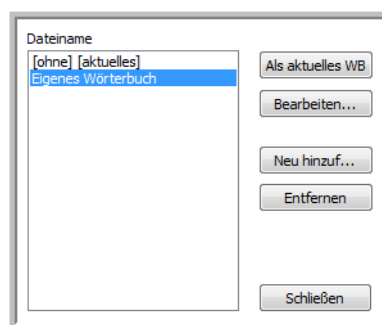 Dateiname
[ohne] [aktuelles]
Eigenes Wörterbuch
Als aktuelles WB
Bearbeiten...
Neu hinzuf...
Entfernen
Schließen